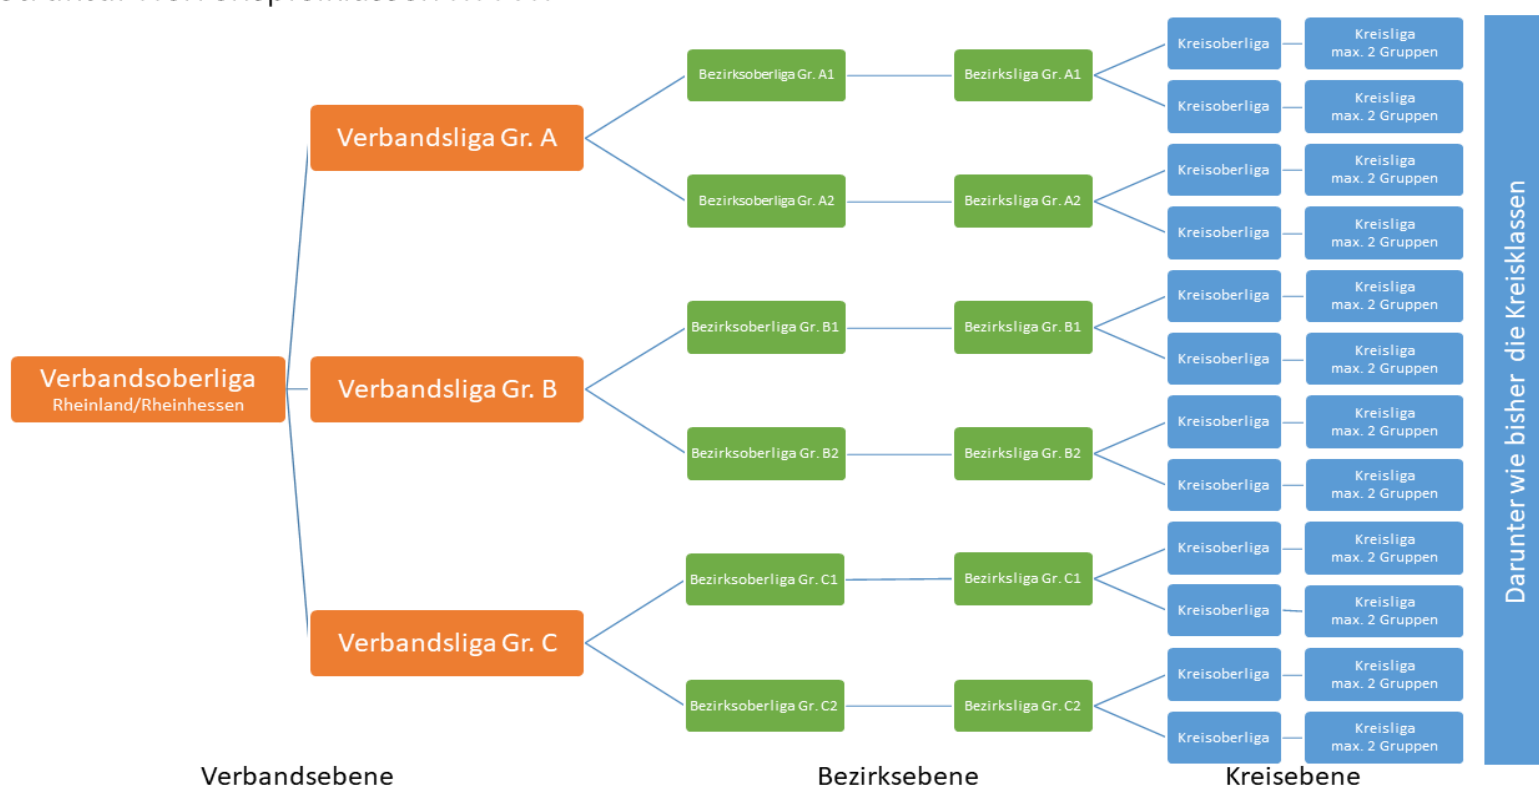 Verbandsoberliga
Rheinland/Rheinhessen
Verbandsliga Gr. A
Verbandsliga Gr. B
Verbandsliga Gr. C
Bezirksoberliga Gr. A1
Bezirksoberliga Gr. A2
Bezirksoberliga Gr. B1
Bezirksoberliga Gr. B2
Bezirksoberliga Gr. C1
Bezirksoberliga Gr. C2
Bezirksliga Gr. A1
Bezirksliga Gr. A2
Bezirksliga Gr. B1
Bezirksliga Gr. B2
Bezirksliga Gr. C1
Bezirksliga Gr. C2
Kreisoberliga
Kreisoberliga
Kreisoberliga
Kreisoberliga
Kreisoberliga
Kreisoberliga
Kreisoberliga
Kreisoberliga
Kreisoberliga
Kreisoberliga
Kreisoberliga
Kreisoberliga
Kreisliga
max. 2 Gruppen
Kreisliga
max. 2 Gruppen
Kreisliga
max. 2 Gruppen
Kreisliga
max. 2 Gruppen
Kreisliga
max. 2 Gruppen
Kreisliga
max. 2 Gruppen
Kreisliga
max. 2 Gruppen
Kreisliga
max. 2 Gruppen
Kreisliga
max. 2 Gruppen
Kreisliga
max. 2 Gruppen
Kreisliga
max. 2 Gruppen
Kreisliga
max. 2 Gruppen
Darunter wie bisher die Kreisklassen
Verbandsebene
Bezirksebene
Kreisebene